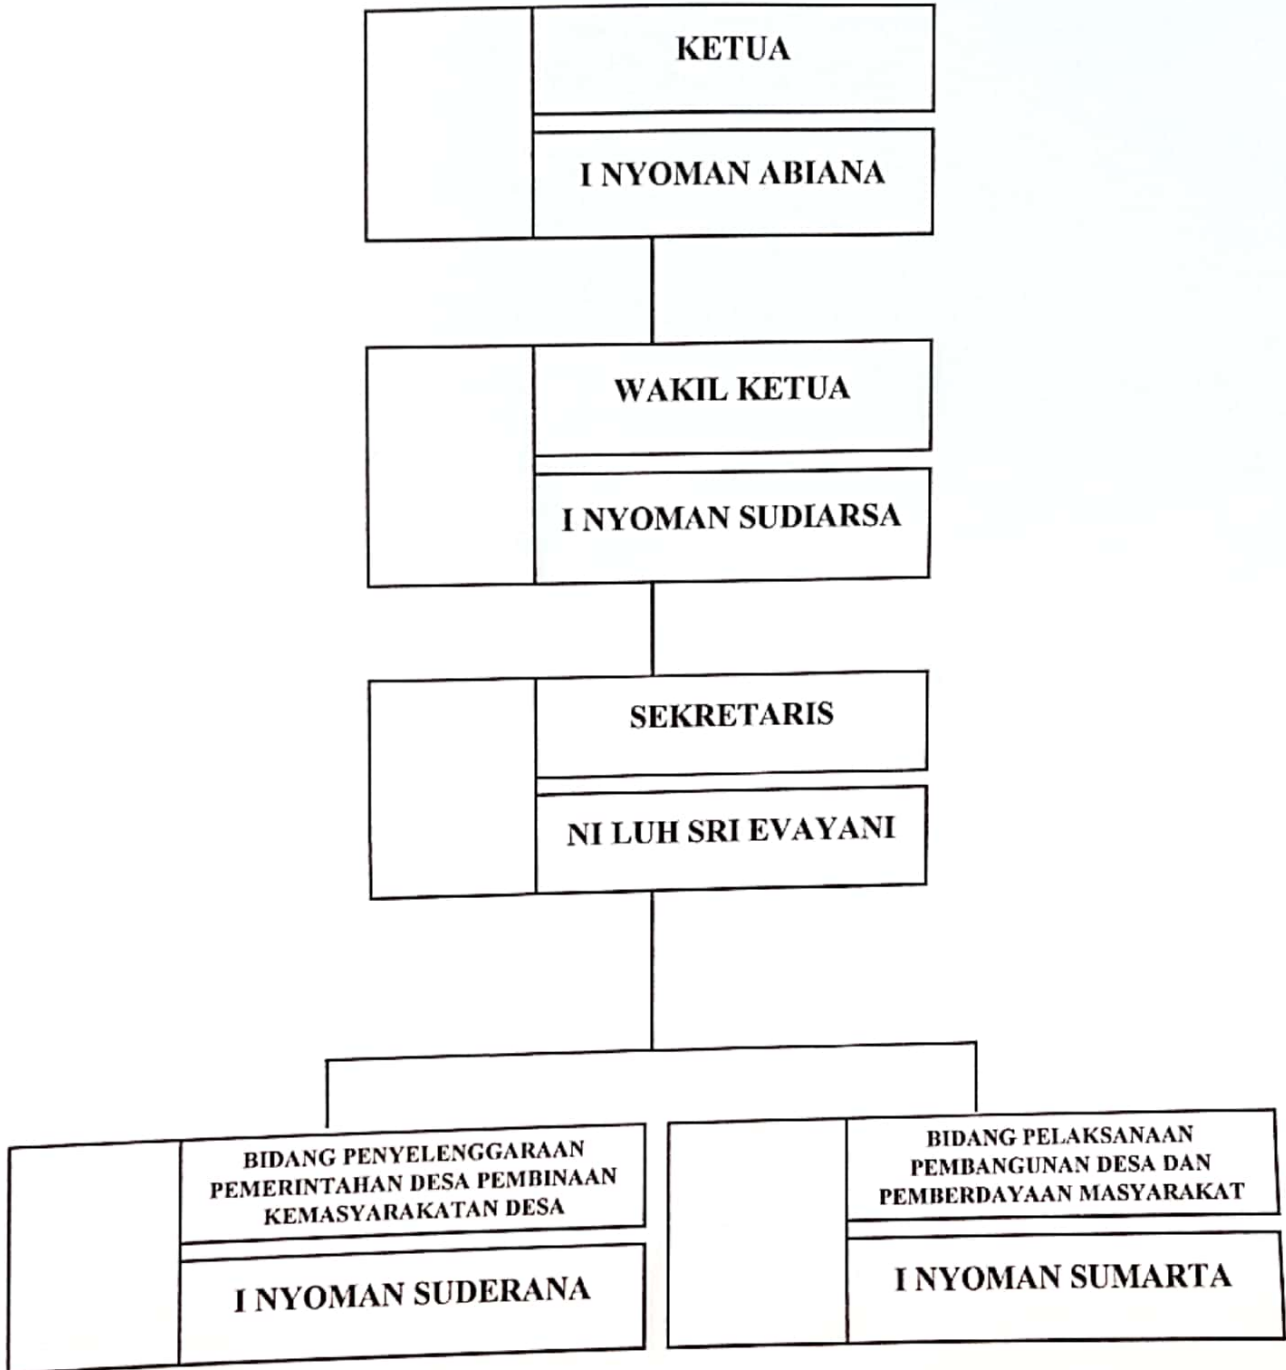 KETUA
I NYOMAN ABIANA
WAKIL KETUA
I NYOMAN SUDIARSA
SEKRETARIS
NI LUH SRI EVAYANI
BIDANG PENYELENGGARAAN
PEMERINTAHAN DESA PEMBINAAN
KEMASYARAKATAN DESA
I NYOMAN SUDERANA
BIDANG PELAKSANAAN
PEMBANGUNAN DESA DAN
PEMBERDAYAAN MASYARAKAT
I NYOMAN SUMARTA